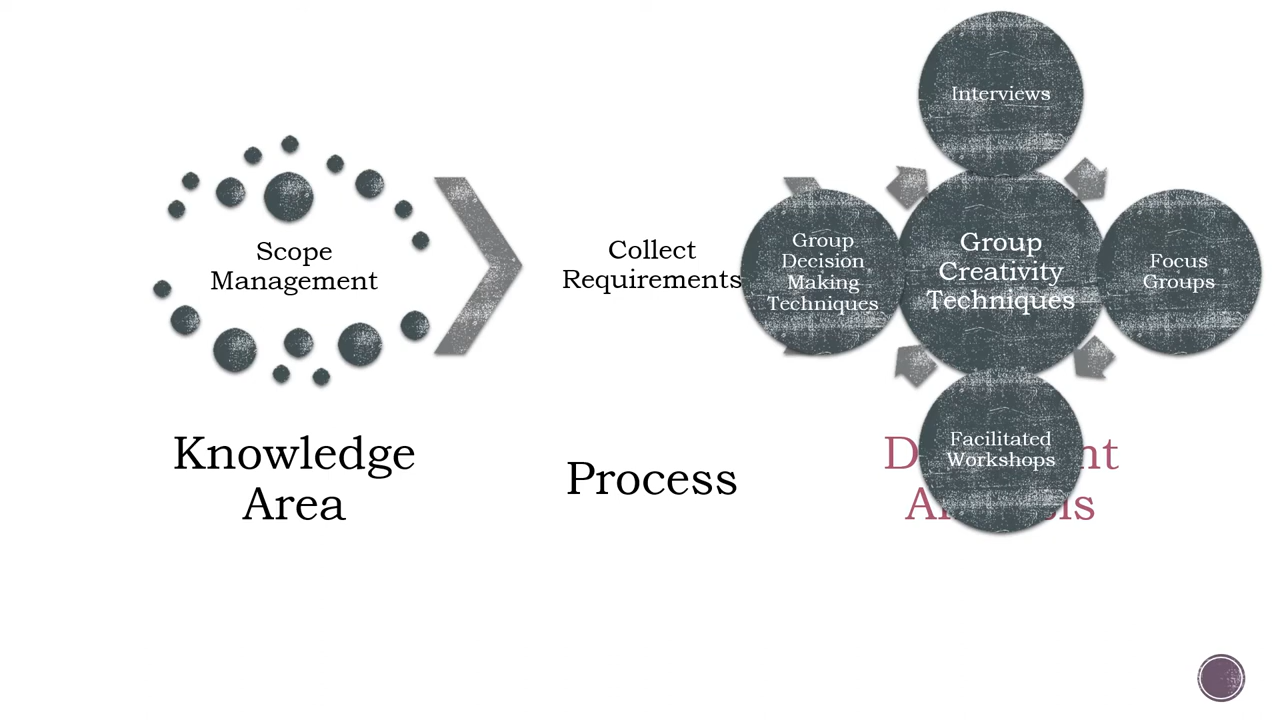 Scope
Management
Knowledge
Area
Collect
Requirements
Process
Interviews
Group
Decision
Making
Techniques
Group
Creativity
Techniques
Focus
Groups
Facilitated
Workshops